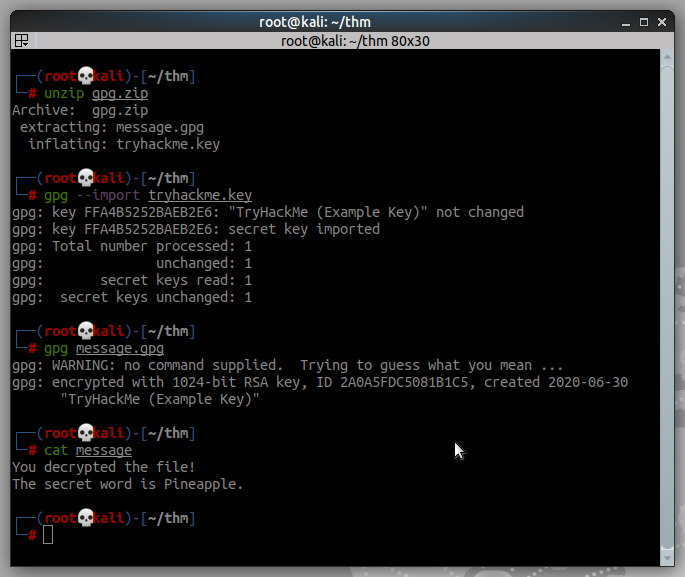 root@kali: ~/thm
root@kali: ~/thm 80x30
┌──(root💀kali)-[~/thm]
└─# unzip gpg.zip
Archive:  gpg.zip
 extracting: message.gpg
  inflating: tryhackme.key
┌──(root💀kali)-[~/thm]
└─# gpg --import tryhackme.key
gpg: key FFA4B5252BAEB2E6: "TryHackMe (Example Key)" not changed
gpg: key FFA4B5252BAEB2E6: secret key imported
gpg: Total number processed: 1
gpg:              unchanged: 1
gpg:       secret keys read: 1
gpg:  secret keys unchanged: 1
┌──(root💀kali)-[~/thm]
└─# gpg message.gpg
gpg: WARNING: no command supplied.  Trying to guess what you mean ...
gpg: encrypted with 1024-bit RSA key, ID 2A0A5FDC5081B1C5, created 2020-06-30
      "TryHackMe (Example Key)"
┌──(root💀kali)-[~/thm]
└─# cat message
You decrypted the file!
The secret word is Pineapple.
┌──(root💀kali)-[~/thm]
└─#